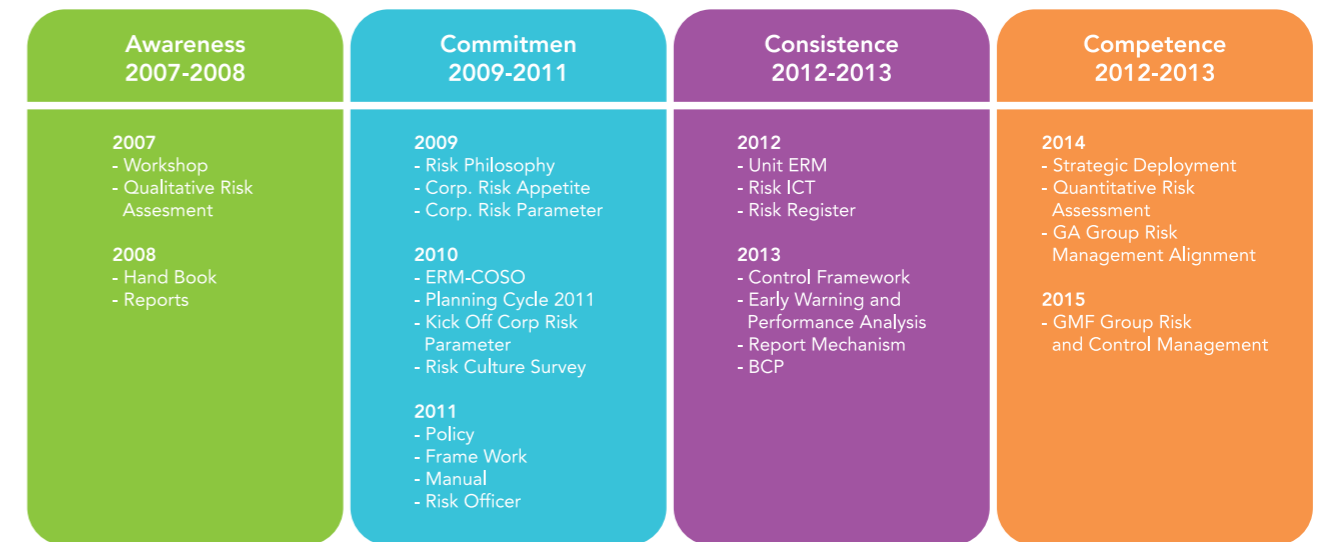 Awareness
2007-2008
2007
- Workshop
- Qualitative Risk
Assesment
2008
- Hand Book
- Reports
Commitmen
2009-2011
2009
- Risk Philosophy
- Corp. Risk Appetite
- Corp. Risk Parameter
2010
- ERM-COSO
- Planning Cycle 2011
- Kick Off Corp Risk
Parameter
- Risk Culture Survey
2011
- Policy
- Frame Work
- Manual
- Risk Officer
Consistence
2012-2013
2012
- Unit ERM
- Risk ICT
- Risk Register
2013
- Control Framework
- Early Warning and
Performance Analysis
- Report Mechanism
- BCP
Competence
2012-2013
2014
- Strategic Deployment
- Quantitative Risk
Assessment
- GA Group Risk
Management Alignment
2015
- GMF Group Risk
and Control Management